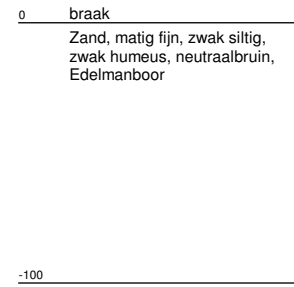 0 braak
Zand, matig fijn, zwak siltig,
zwak humeus, neutraalbruin,
Edelmanboor
-100